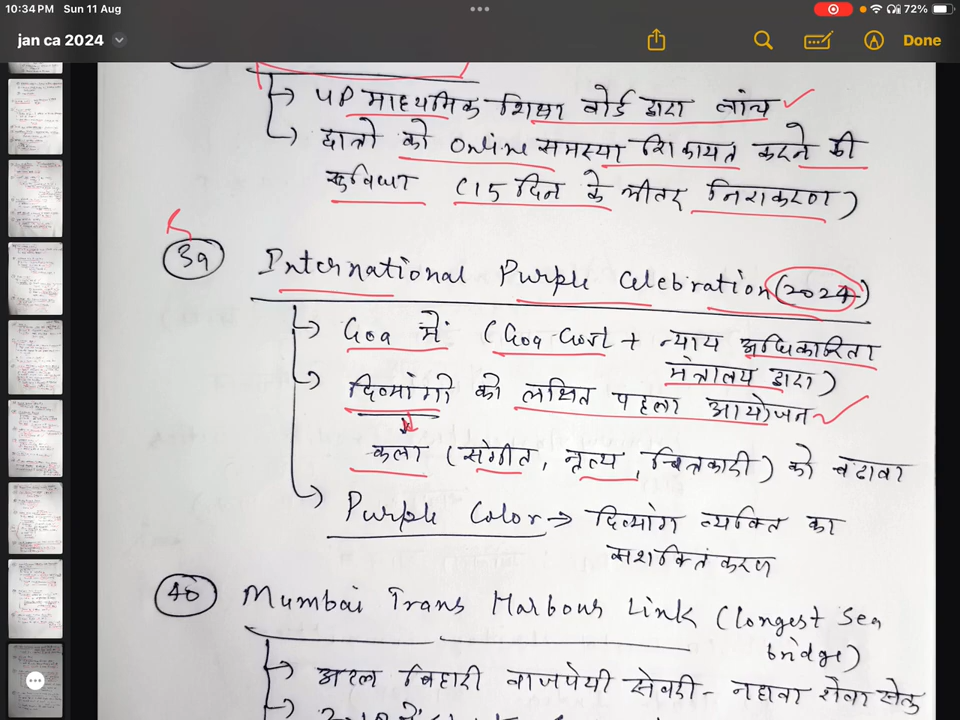 10:34 PM Sun 11 Aug
72%
jan ca 2024
Done
UP माध्यमिक शिक्षा बोर्ड द्वारा लांच
छात्रो को online समस्या शिकायत करने की
सुविधा (15 दिन के भीतर निराकरण)
39 International Purple Celebration (2024)
Goa में (Goa Govt + न्याय अधिकारिता
मंत्रालय द्वारा)
दिव्यांगो को लक्षित पहला आयोजन
कला (संगीत, नृत्य, चित्रकारी) को बढावा
Purple Color → दिव्यांग व्यक्ति का
सशक्तिकरण
40 Mumbai Trans Harbour Link (longest sea
bridge)
अटल बिहारी वाजपेयी सेवरी - नहावा शेवा सेतु